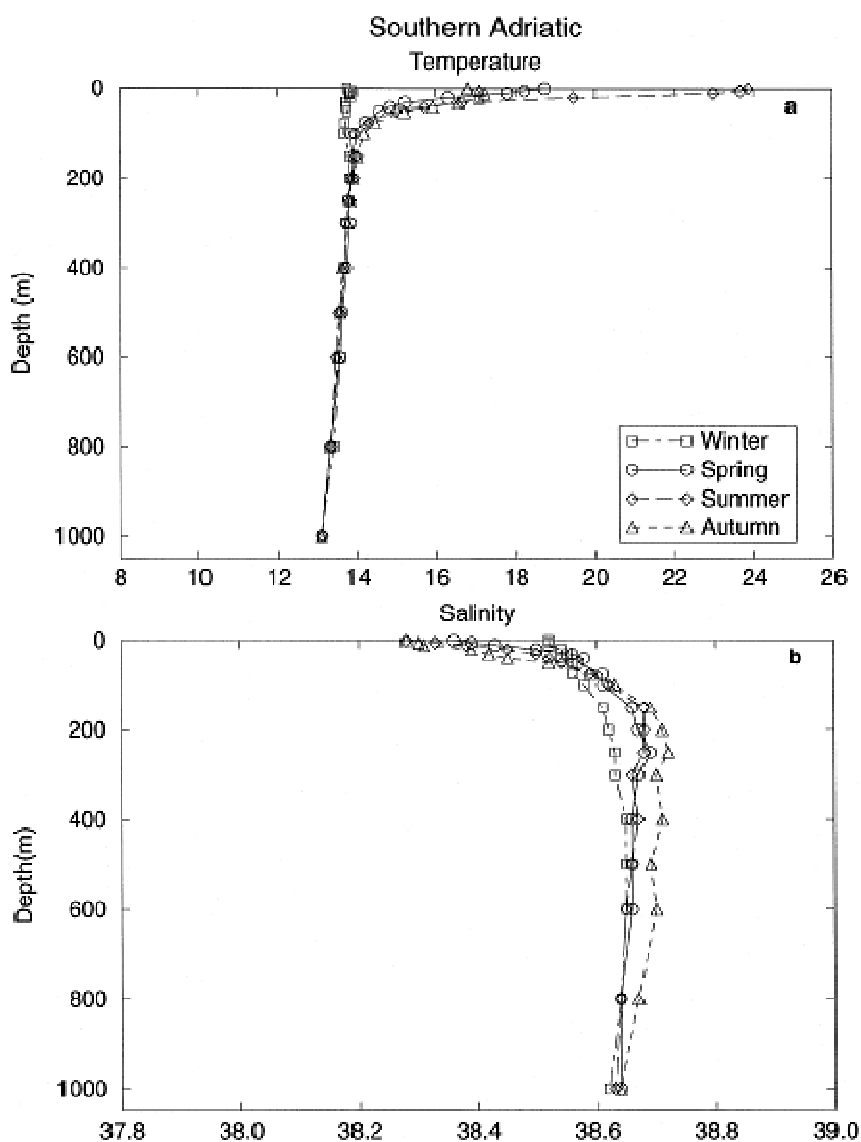 Southern Adriatic
Temperature
0
200
400
600
800
1000
Depth (m)
a
Winter
Spring
Summer
Autumn
8 10 12 14 16 18 20 22 24 26
Salinity
0
200
400
600
800
1000
Depth(m)
b
37.8 38.0 38.2 38.4 38.6 38.8 39.0